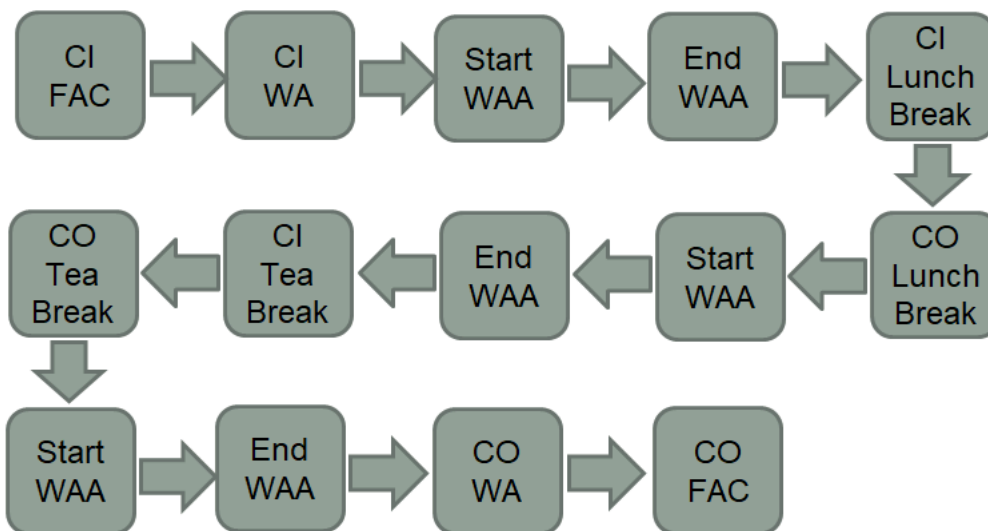 CI
FAC
CI
WA
Start
WAA
End
WAA
CI
Lunch
Break
CO
Lunch
Break
Start
WAA
End
WAA
CI
Tea
Break
CO
Tea
Break
Start
WAA
End
WAA
CO
WA
CO
FAC